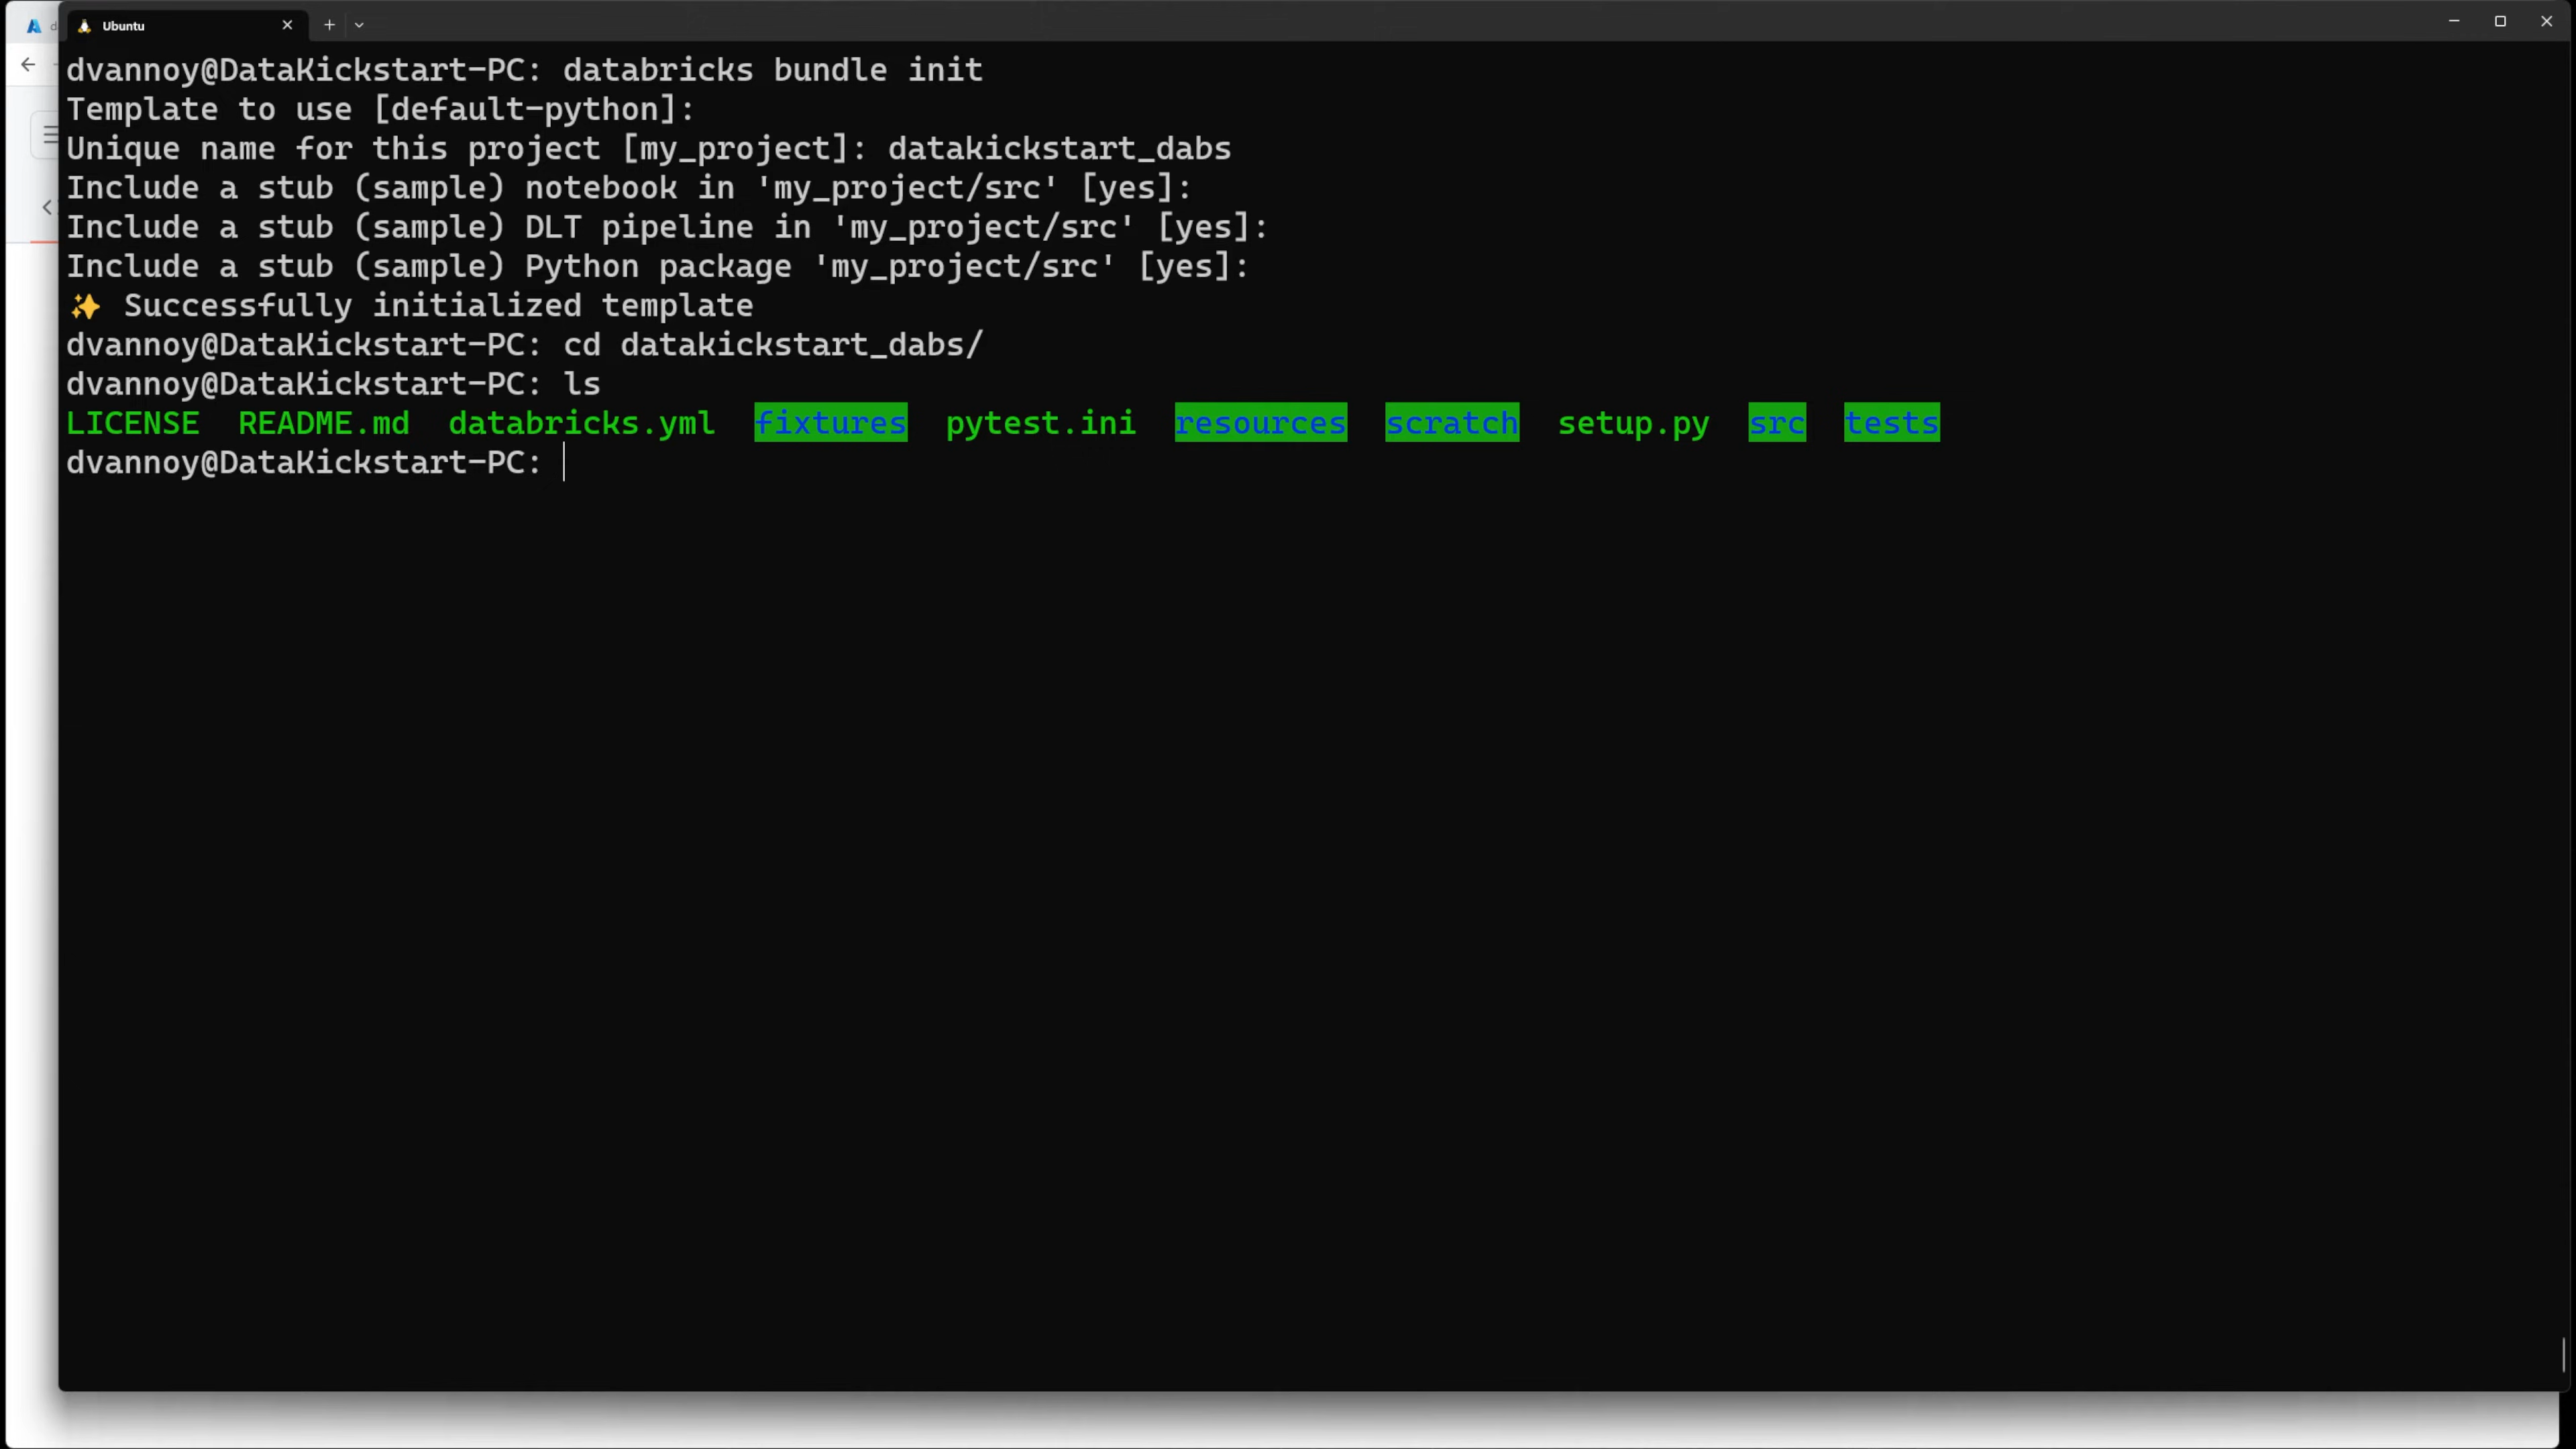 Ubuntu
dvannoy@DataKickstart-PC: databricks bundle init
Template to use [default-python]:
Unique name for this project [my_project]: datakickstart_dabs
Include a stub (sample) notebook in 'my_project/src' [yes]:
Include a stub (sample) DLT pipeline in 'my_project/src' [yes]:
Include a stub (sample) Python package 'my_project/src' [yes]:
✨ Successfully initialized template
dvannoy@DataKickstart-PC: cd datakickstart_dabs/
dvannoy@DataKickstart-PC: ls
LICENSE README.md databricks.yml fixtures pytest.ini resources scratch setup.py src tests
dvannoy@DataKickstart-PC: